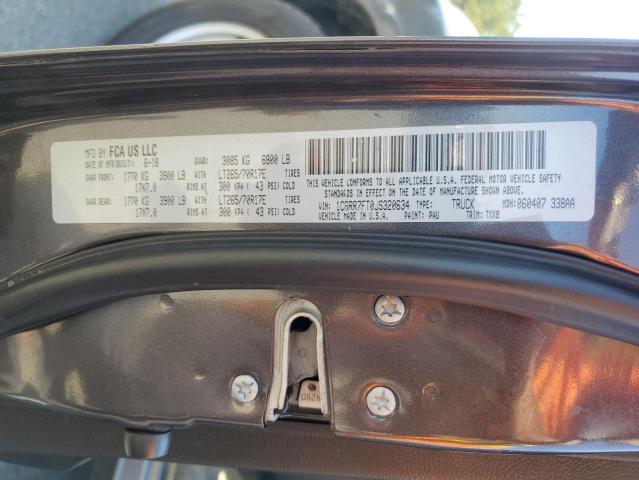 MFD BY FCA US LLC
DATE OF MFR/BUILT: 6-18 GVWR: 3085 KG 6800 LB
GAWR FRONT: 1770 KG 3900 LB WITH LT265/70R17E
17X7.0 RIMS AT 300 KPA ( 43 PSI) COLD
GAWR REAR: 1770 KG 3900 LB WITH LT265/70R17E
17X7.0 RIMS AT 300 KPA ( 43 PSI) COLD
THIS VEHICLE CONFORMS TO ALL APPLICABLE U.S.A. FEDERAL MOTOR VEHICLE SAFETY
STANDARDS IN EFFECT ON THE DATE OF MANUFACTURE SHOWN ABOVE.
VIN: 1C6RR7FT0JS320634 TYPE: TRUCK MDH: 060407 338AA
VEHICLE MADE IN U.S.A. PAINT: PAU TRIM: TXX8
4280